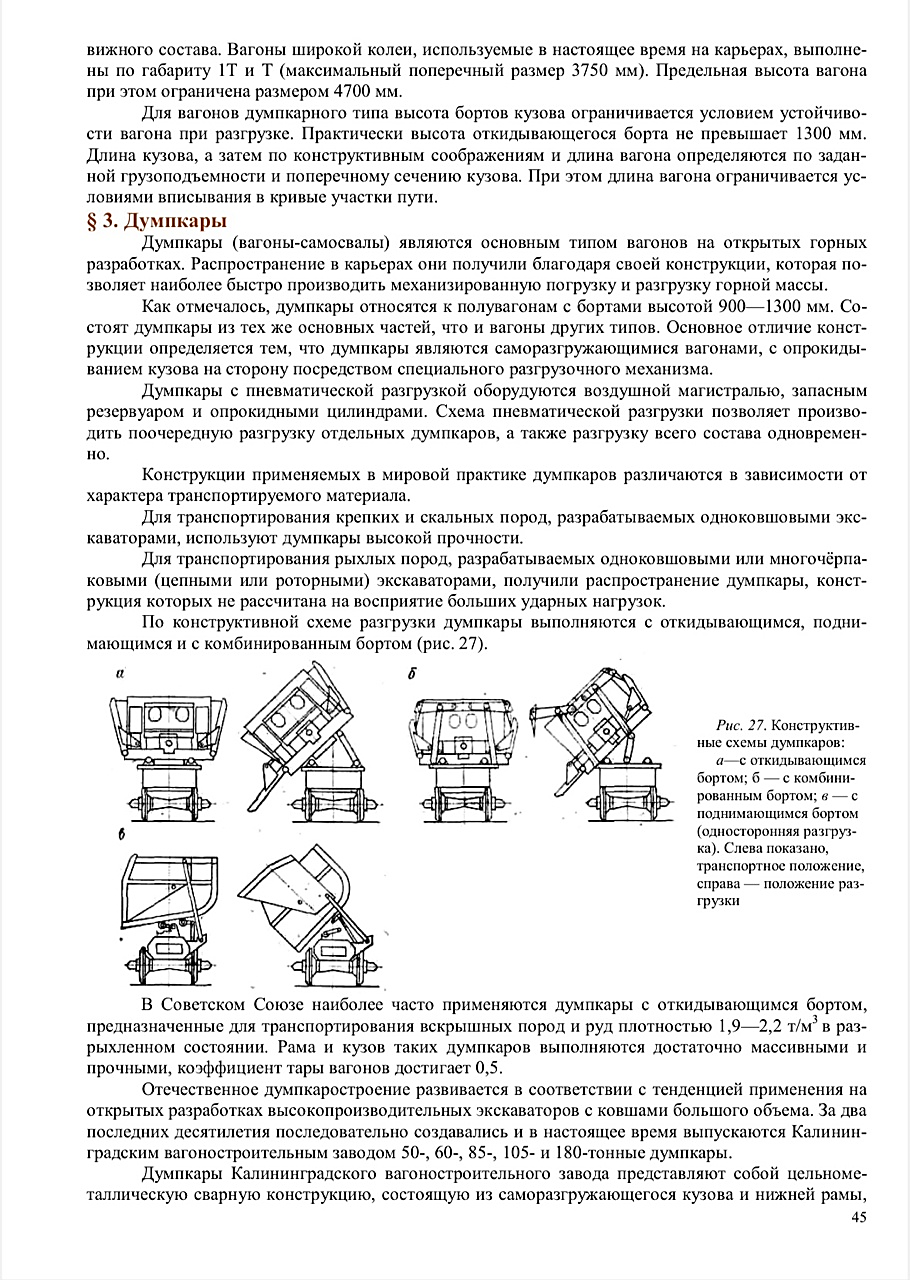 вижного состава. Вагоны широкой колеи, используемые в настоящее время на карьерах, выполне-
ны по габариту 1Т и Т (максимальный поперечный размер 3750 мм). Предельная высота вагона
при этом ограничена размером 4700 мм.
Для вагонов думпкарного типа высота бортов кузова ограничивается условием устойчиво-
сти вагона при разгрузке. Практически высота откидывающегося борта не превышает 1300 мм.
Длина кузова, а затем по конструктивным соображениям и длина вагона определяются по задан-
ной грузоподъемности и поперечному сечению кузова. При этом длина вагона ограничивается ус-
ловиями вписывания в кривые участки пути.
§ 3. Думпкары
Думпкары (вагоны-самосвалы) являются основным типом вагонов на открытых горных
разработках. Распространение в карьерах они получили благодаря своей конструкции, которая по-
зволяет наиболее быстро производить механизированную погрузку и разгрузку горной массы.
Как отмечалось, думпкары относятся к полувагонам с бортами высотой 900—1300 мм. Со-
стоят думпкары из тех же основных частей, что и вагоны других типов. Основное отличие конст-
рукции определяется тем, что думпкары являются саморазгружающимися вагонами, с опрокиды-
ванием кузова на сторону посредством специального разгрузочного механизма.
Думпкары с пневматической разгрузкой оборудуются воздушной магистралью, запасным
резервуаром и опрокидными цилиндрами. Схема пневматической разгрузки позволяет произво-
дить поочередную разгрузку отдельных думпкаров, а также разгрузку всего состава одновремен-
но.
Конструкции применяемых в мировой практике думпкаров различаются в зависимости от
характера транспортируемого материала.
Для транспортирования крепких и скальных пород, разрабатываемых одноковшовыми экс-
каваторами, используют думпкары высокой прочности.
Для транспортирования рыхлых пород, разрабатываемых одноковшовыми или многочёрпа-
ковыми (цепными или роторными) экскаваторами, получили распространение думпкары, конст-
рукция которых не рассчитана на восприятие больших ударных нагрузок.
По конструктивной схеме разгрузки думпкары выполняются с откидывающимся, подни-
мающимся и с комбинированным бортом (рис. 27).
а
б
в
Рис. 27. Конструктив-
ные схемы думпкаров:
а—с откидывающимся
бортом; б — с комбини-
рованным бортом; в — с
поднимающимся бортом
(односторонняя разгруз-
ка). Слева показано,
транспортное положение,
справа — положение раз-
грузки
В Советском Союзе наиболее часто применяются думпкары с откидывающимся бортом,
предназначенные для транспортирования вскрышных пород и руд плотностью 1,9—2,2 т/м³ в раз-
рыхленном состоянии. Рама и кузов таких думпкаров выполняются достаточно массивными и
прочными, коэффициент тары вагонов достигает 0,5.
Отечественное думпкаростроение развивается в соответствии с тенденцией применения на
открытых разработках высокопроизводительных экскаваторов с ковшами большого объема. За два
последних десятилетия последовательно создавались и в настоящее время выпускаются Калинин-
градским вагоностроительным заводом 50-, 60-, 85-, 105- и 180-тонные думпкары.
Думпкары Калининградского вагоностроительного завода представляют собой цельноме-
таллическую сварную конструкцию, состоящую из саморазгружающегося кузова и нижней рамы,
45